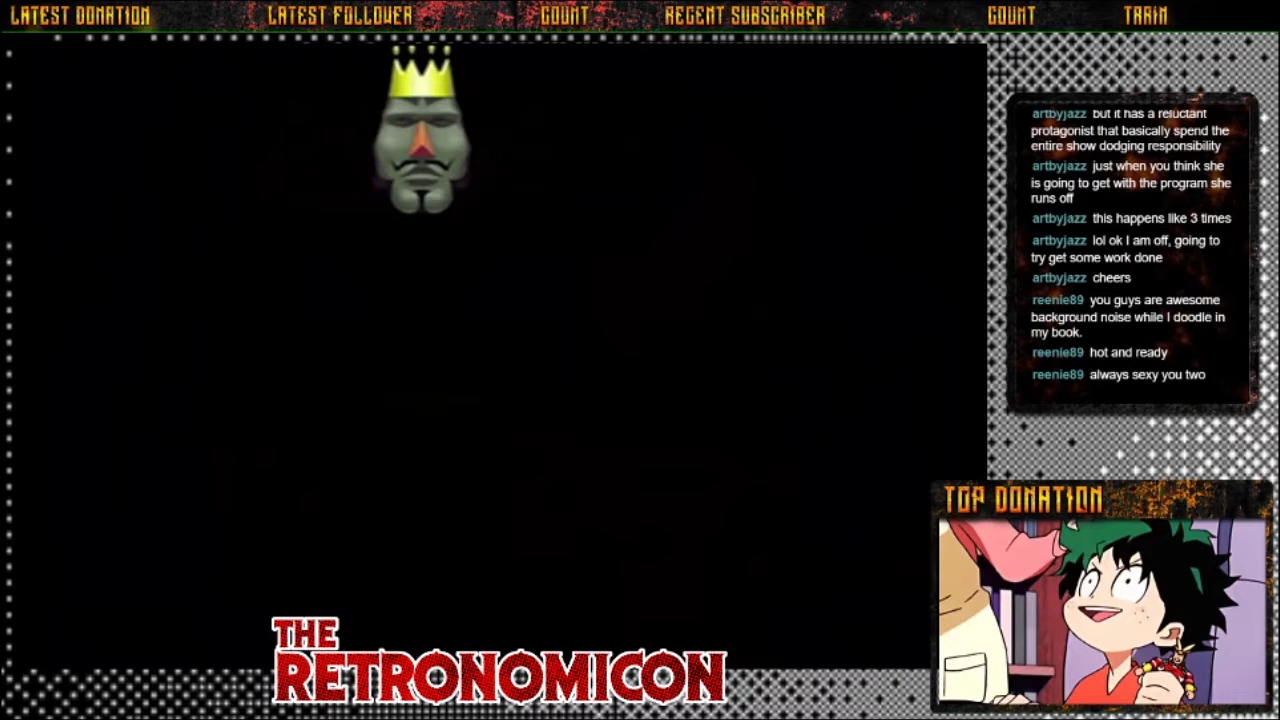 LATEST DONATION LATEST FOLLOWER COUNT RECENT SUBSCRIBER COUNT TRAIN
artbyjazz but it has a reluctant
protagonist that basically spend the
entire show dodging responsibility
artbyjazz just when you think she
is going to get with the program she
runs off
artbyjazz this happens like 3 times
artbyjazz lol ok I am off, going to
try get some work done
artbyjazz cheers
reenie89 you guys are awesome
background noise while I doodle in
my book.
reenie89 hot and ready
reenie89 always sexy you two
TOP DONATION
THE
RETRONOMICON